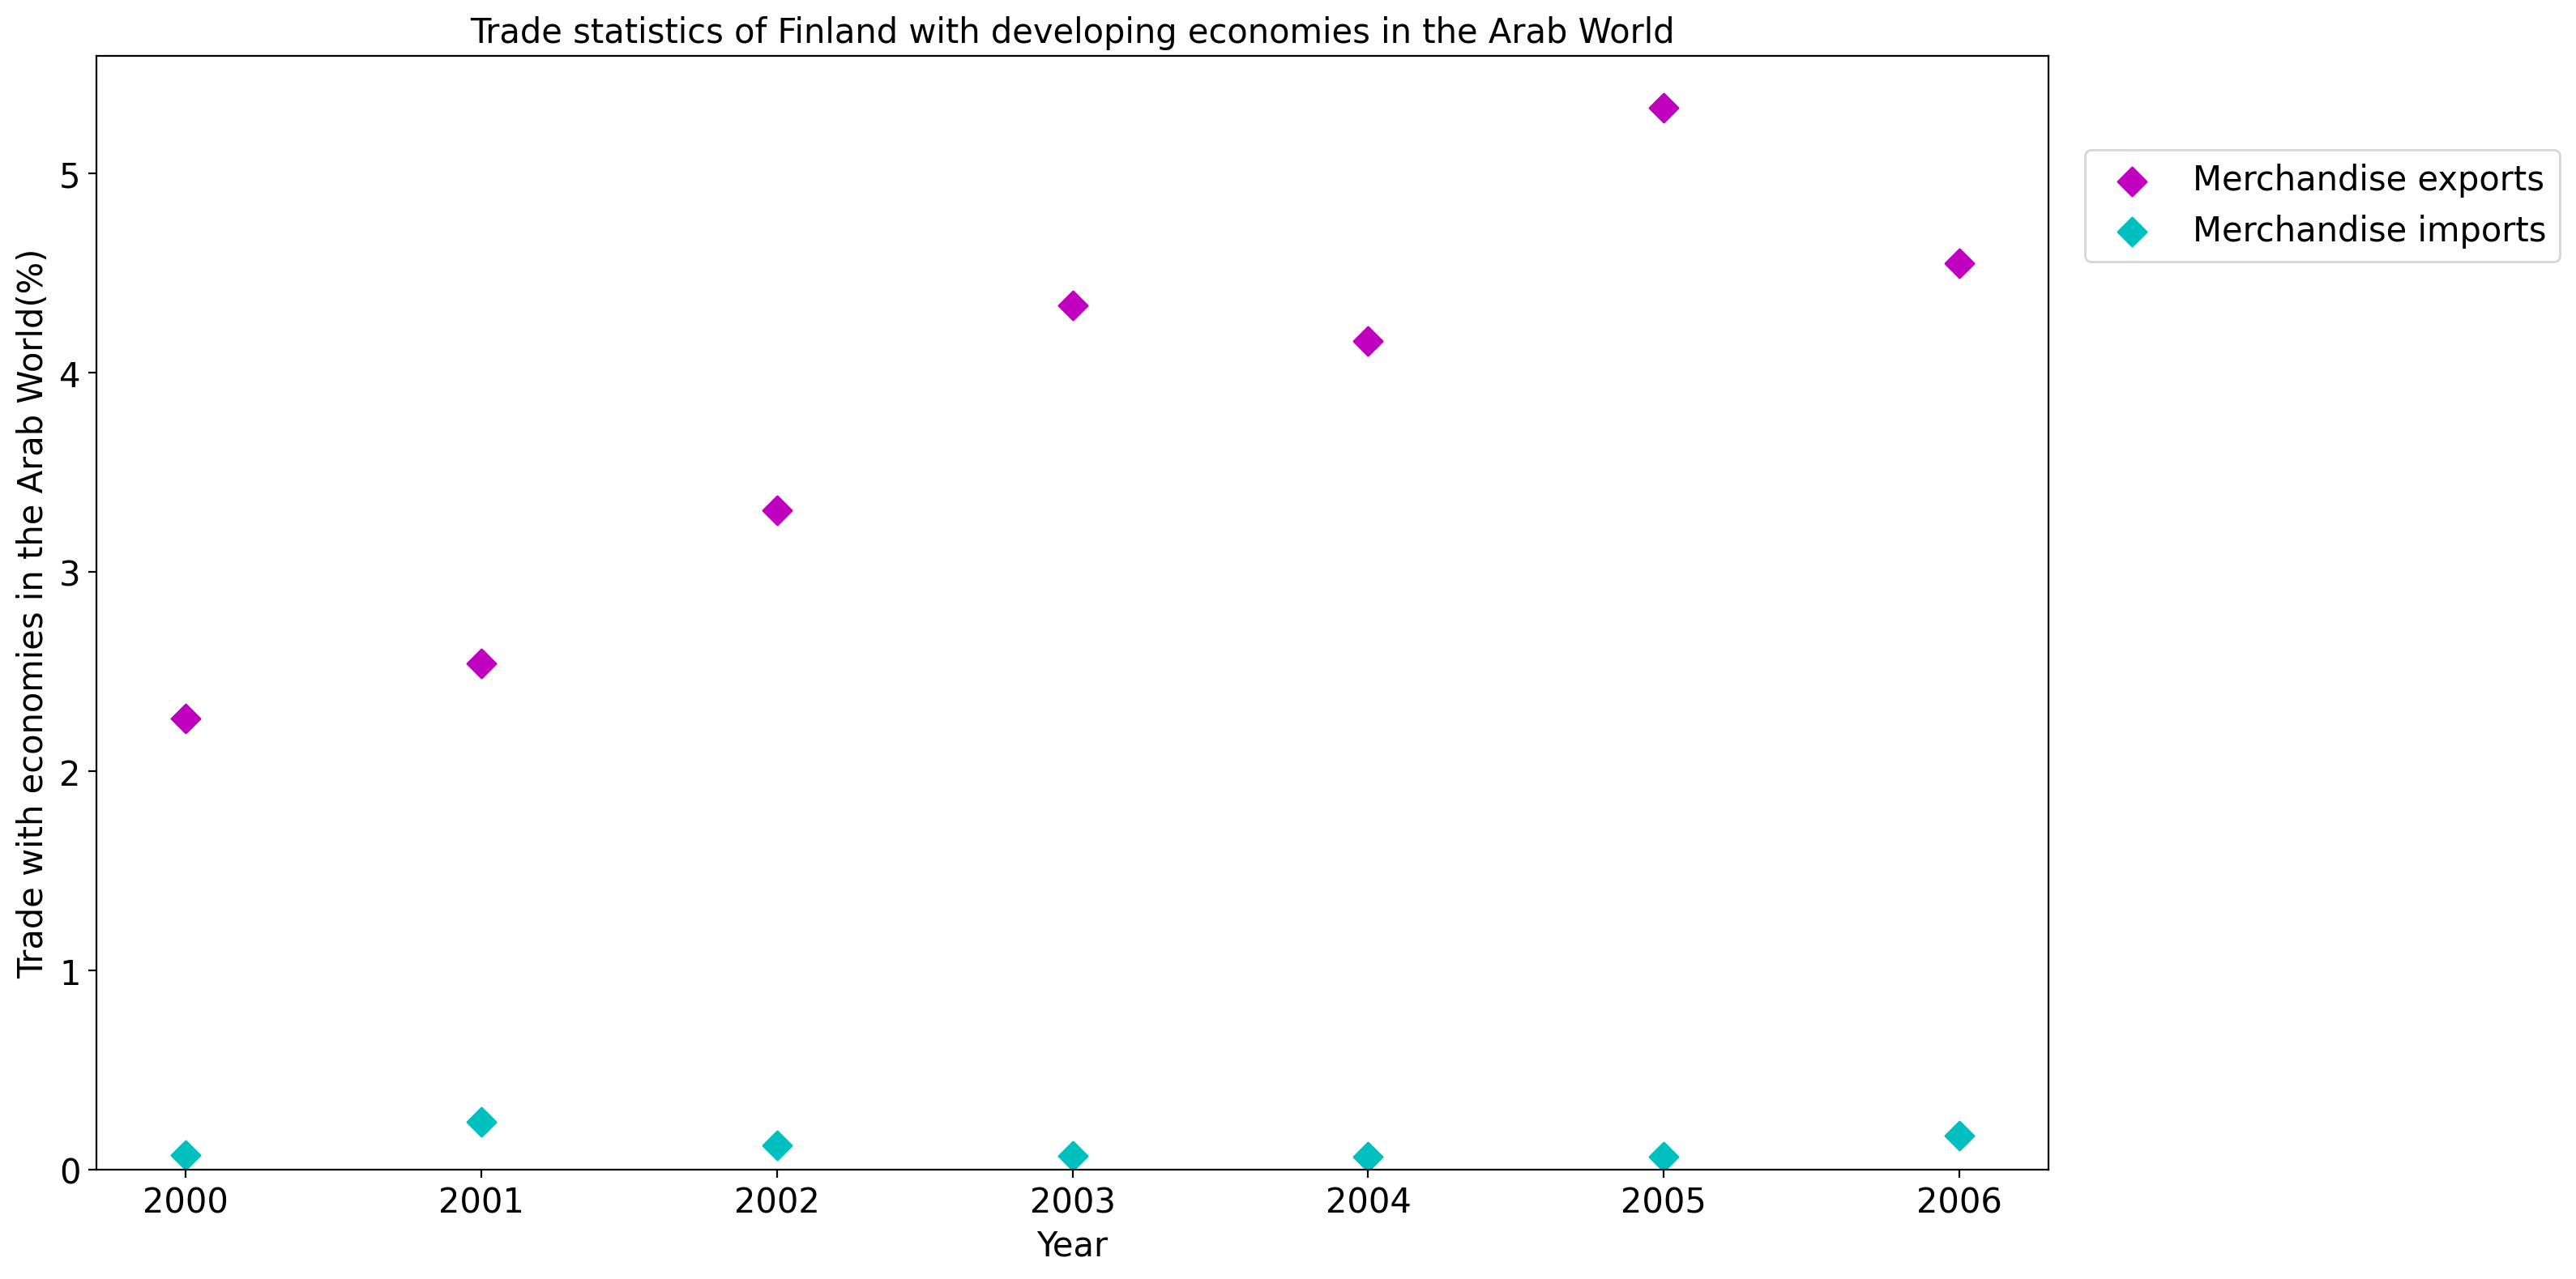 Trade statistics of Finland with developing economies in the Arab World
Trade with economies in the Arab World(%)
5
4
3
2
1
0
2000 2001 2002 2003 2004 2005 2006
Year
Merchandise exports
Merchandise imports